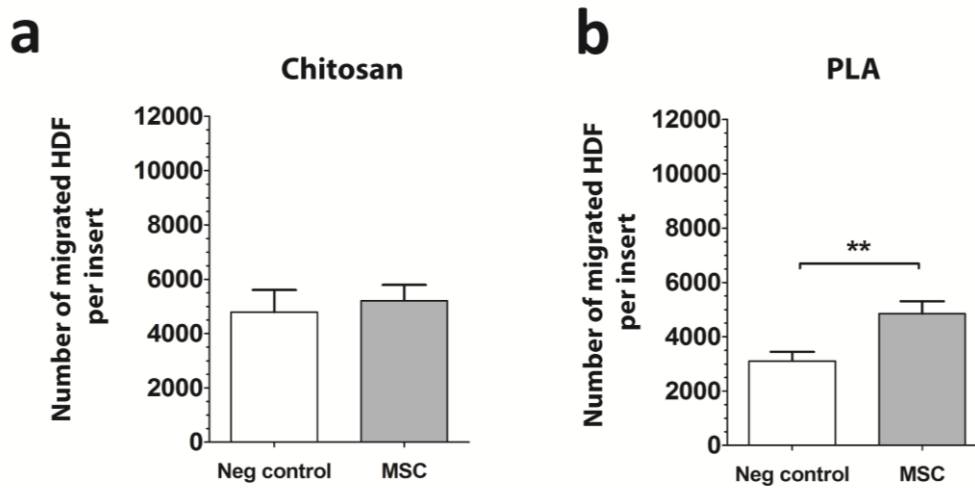 a
Chitosan
Number of migrated HDF
per insert
12000
10000
8000
6000
4000
2000
0
Neg control
MSC
b
PLA
Number of migrated HDF
per insert
12000
10000
8000
6000
4000
2000
0
**
Neg control
MSC